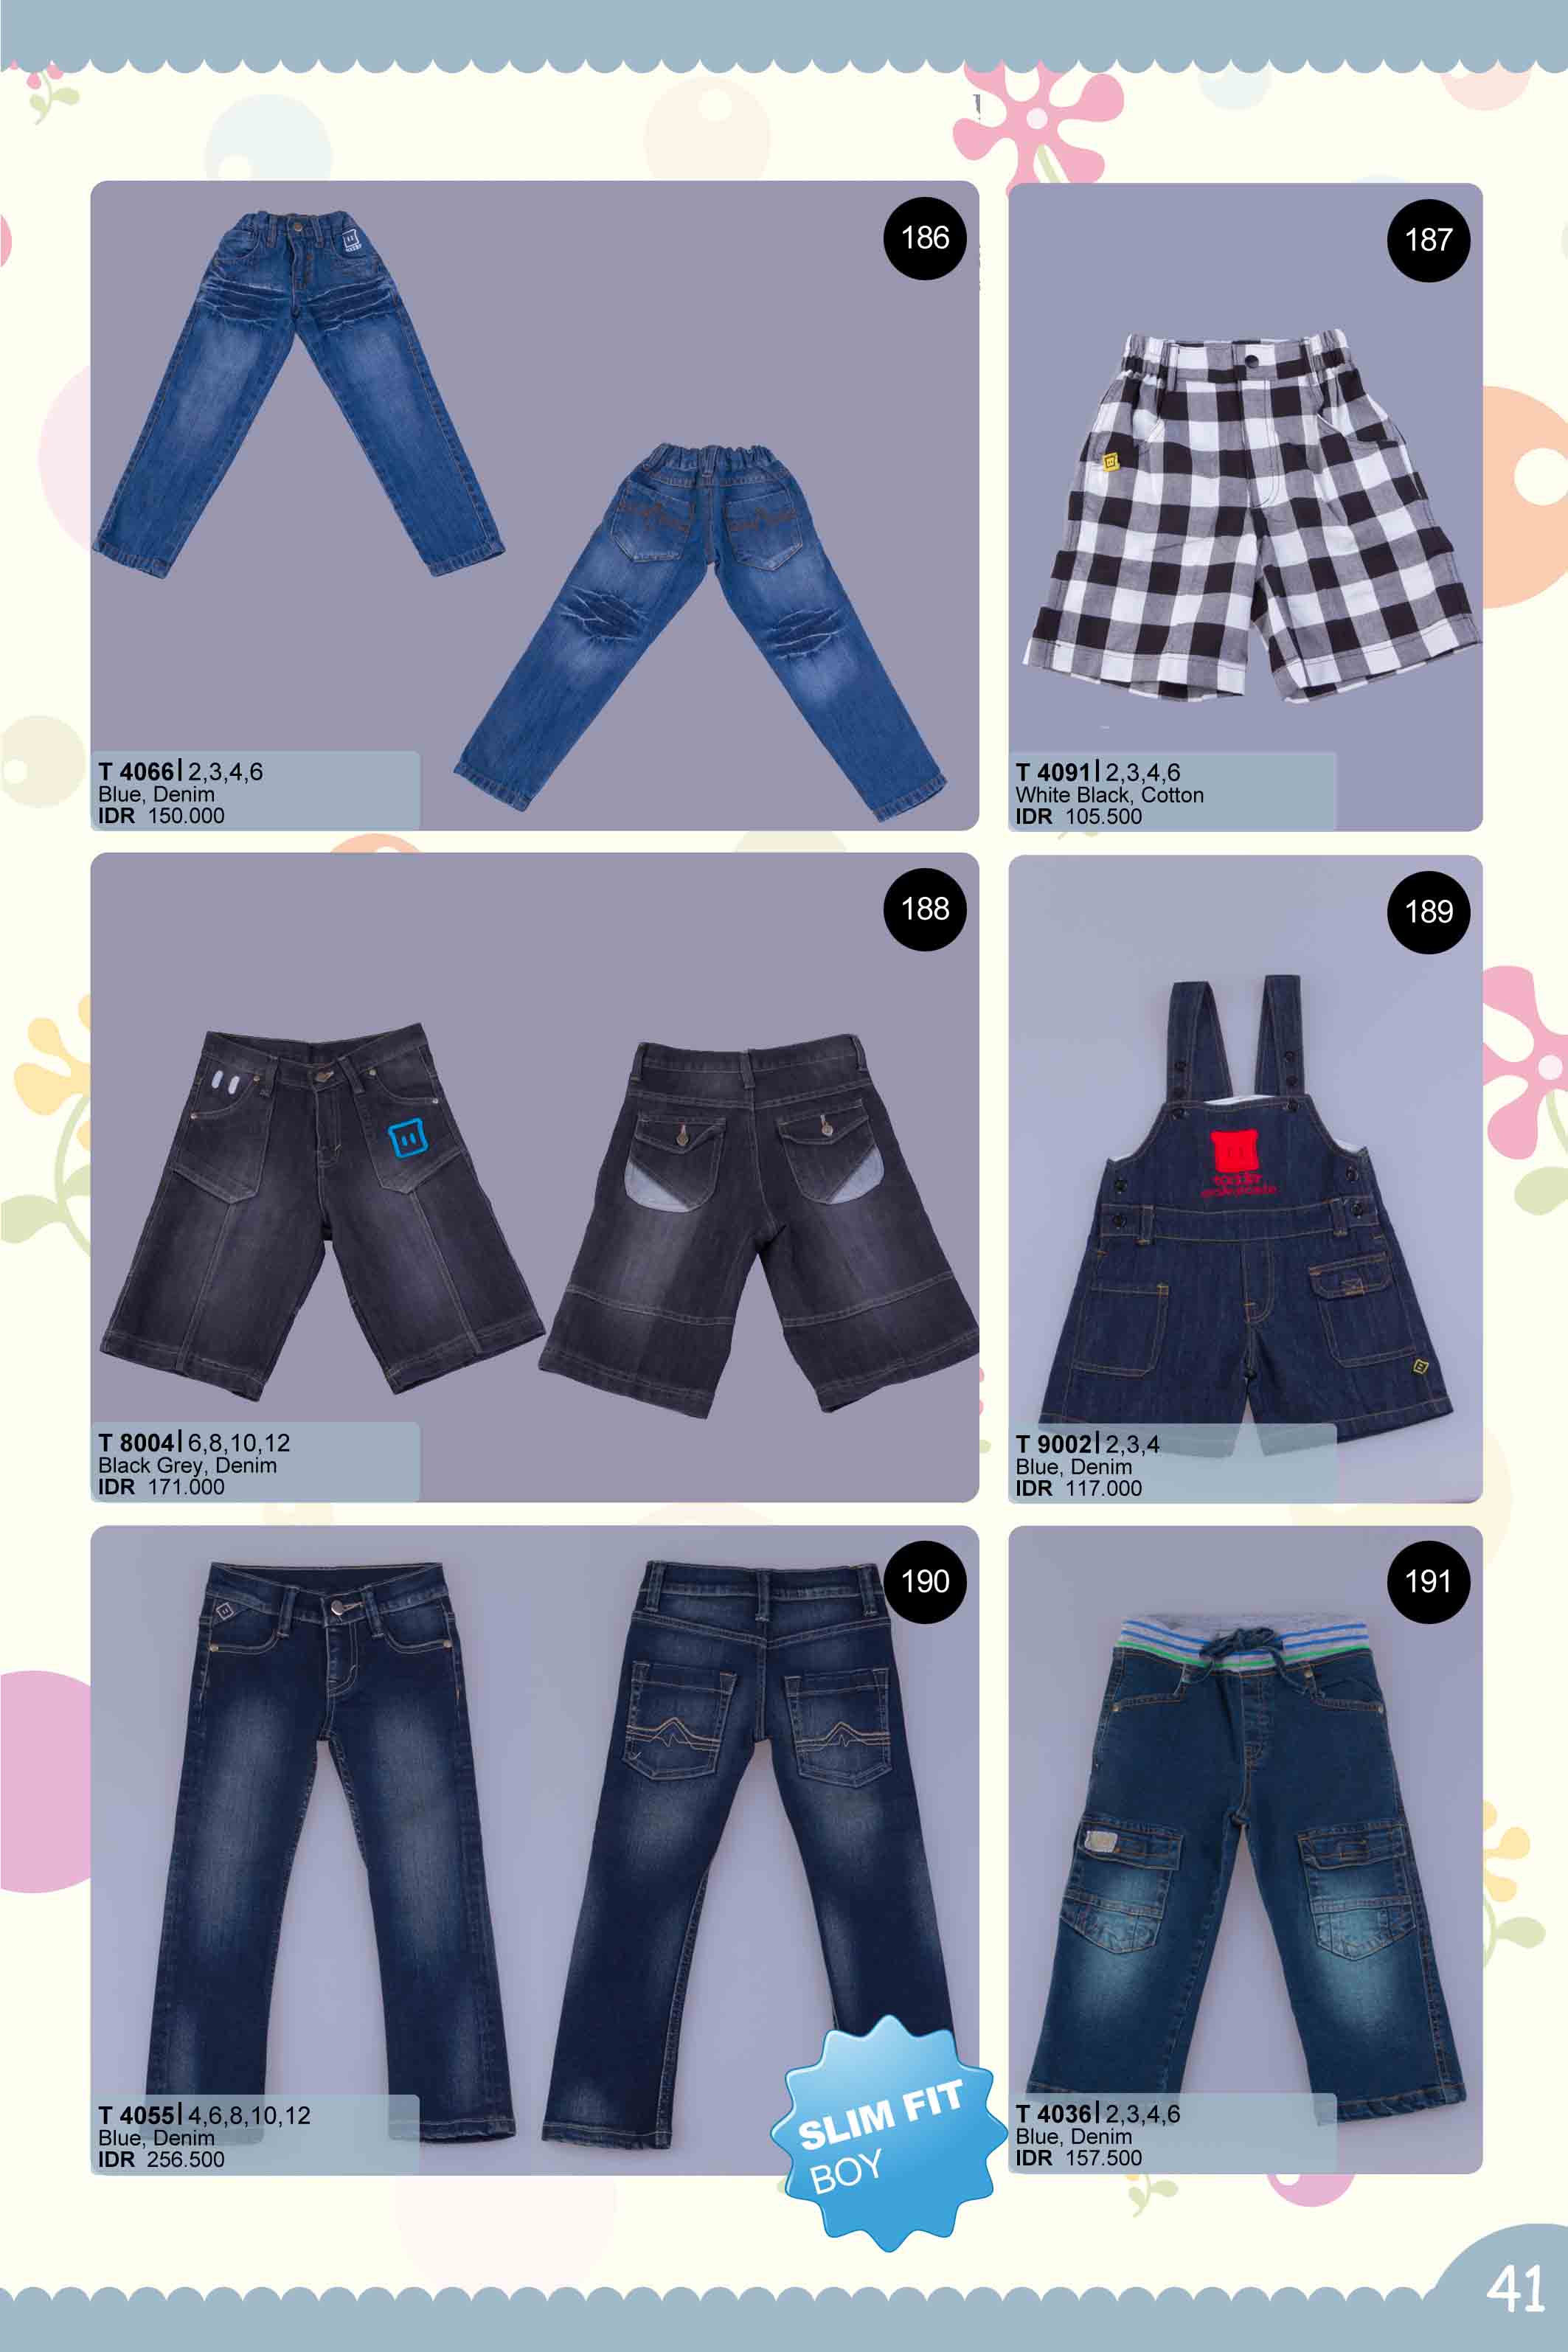 186
T 4066| 2,3,4,6
Blue, Denim
IDR 150.000
187
T 4091| 2,3,4,6
White Black, Cotton
IDR 105.500
188
T 8004| 6,8,10,12
Black Grey, Denim
IDR 171.000
189
toddler
T 9002| 2,3,4
Blue, Denim
IDR 117.000
190
T 4055| 4,6,8,10,12
Blue, Denim
IDR 256.500
SLIM FIT
BOY
191
T 4036| 2,3,4,6
Blue, Denim
IDR 157.500
41